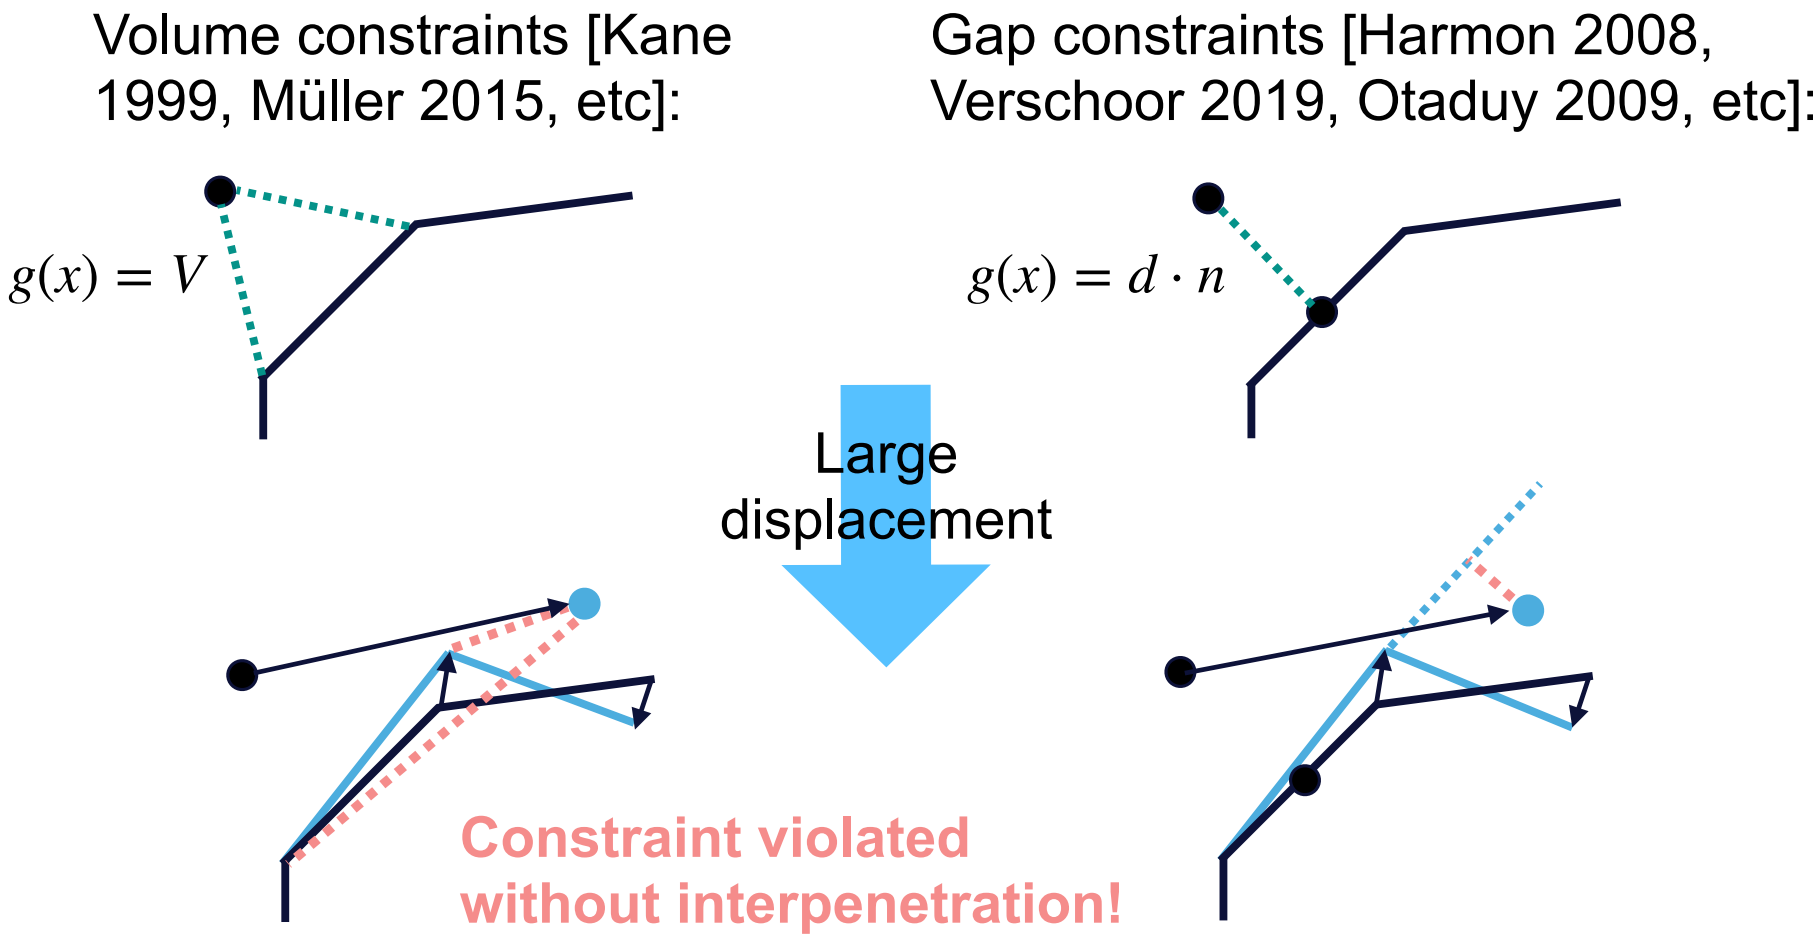 Volume constraints [Kane
1999, Müller 2015, etc]:
Gap constraints [Harmon 2008,
Verschoor 2019, Otaduy 2009, etc]:
g(x) = V
g(x) = d · n
Large
displacement
Constraint violated
without interpenetration!